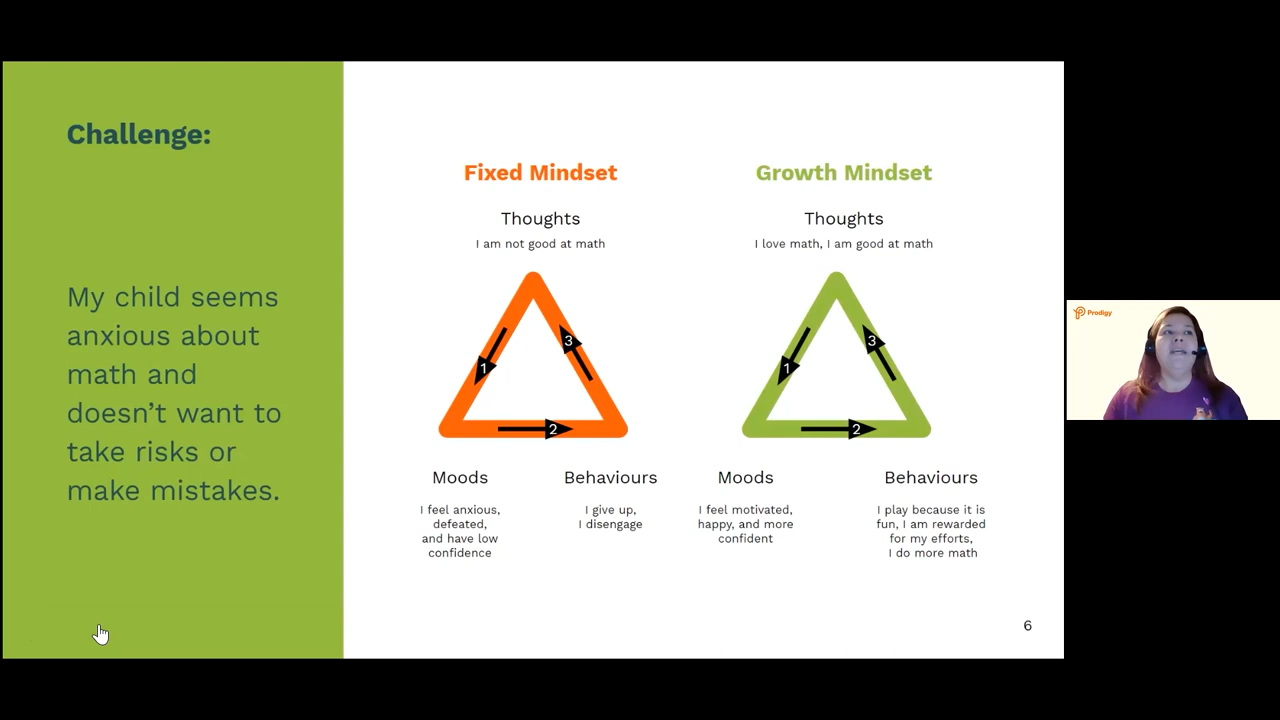 Challenge:
My child seems
anxious about
math and
doesn't want to
take risks or
make mistakes.
Fixed Mindset
Thoughts
I am not good at math
1
3
2
Moods
I feel anxious,
defeated,
and have low
confidence
Behaviours
I give up,
I disengage
Growth Mindset
Thoughts
I love math, I am good at math
1
3
2
Moods
I feel motivated,
happy, and more
confident
Behaviours
I play because it is
fun, I am rewarded
for my efforts,
I do more math
6
Prodigy